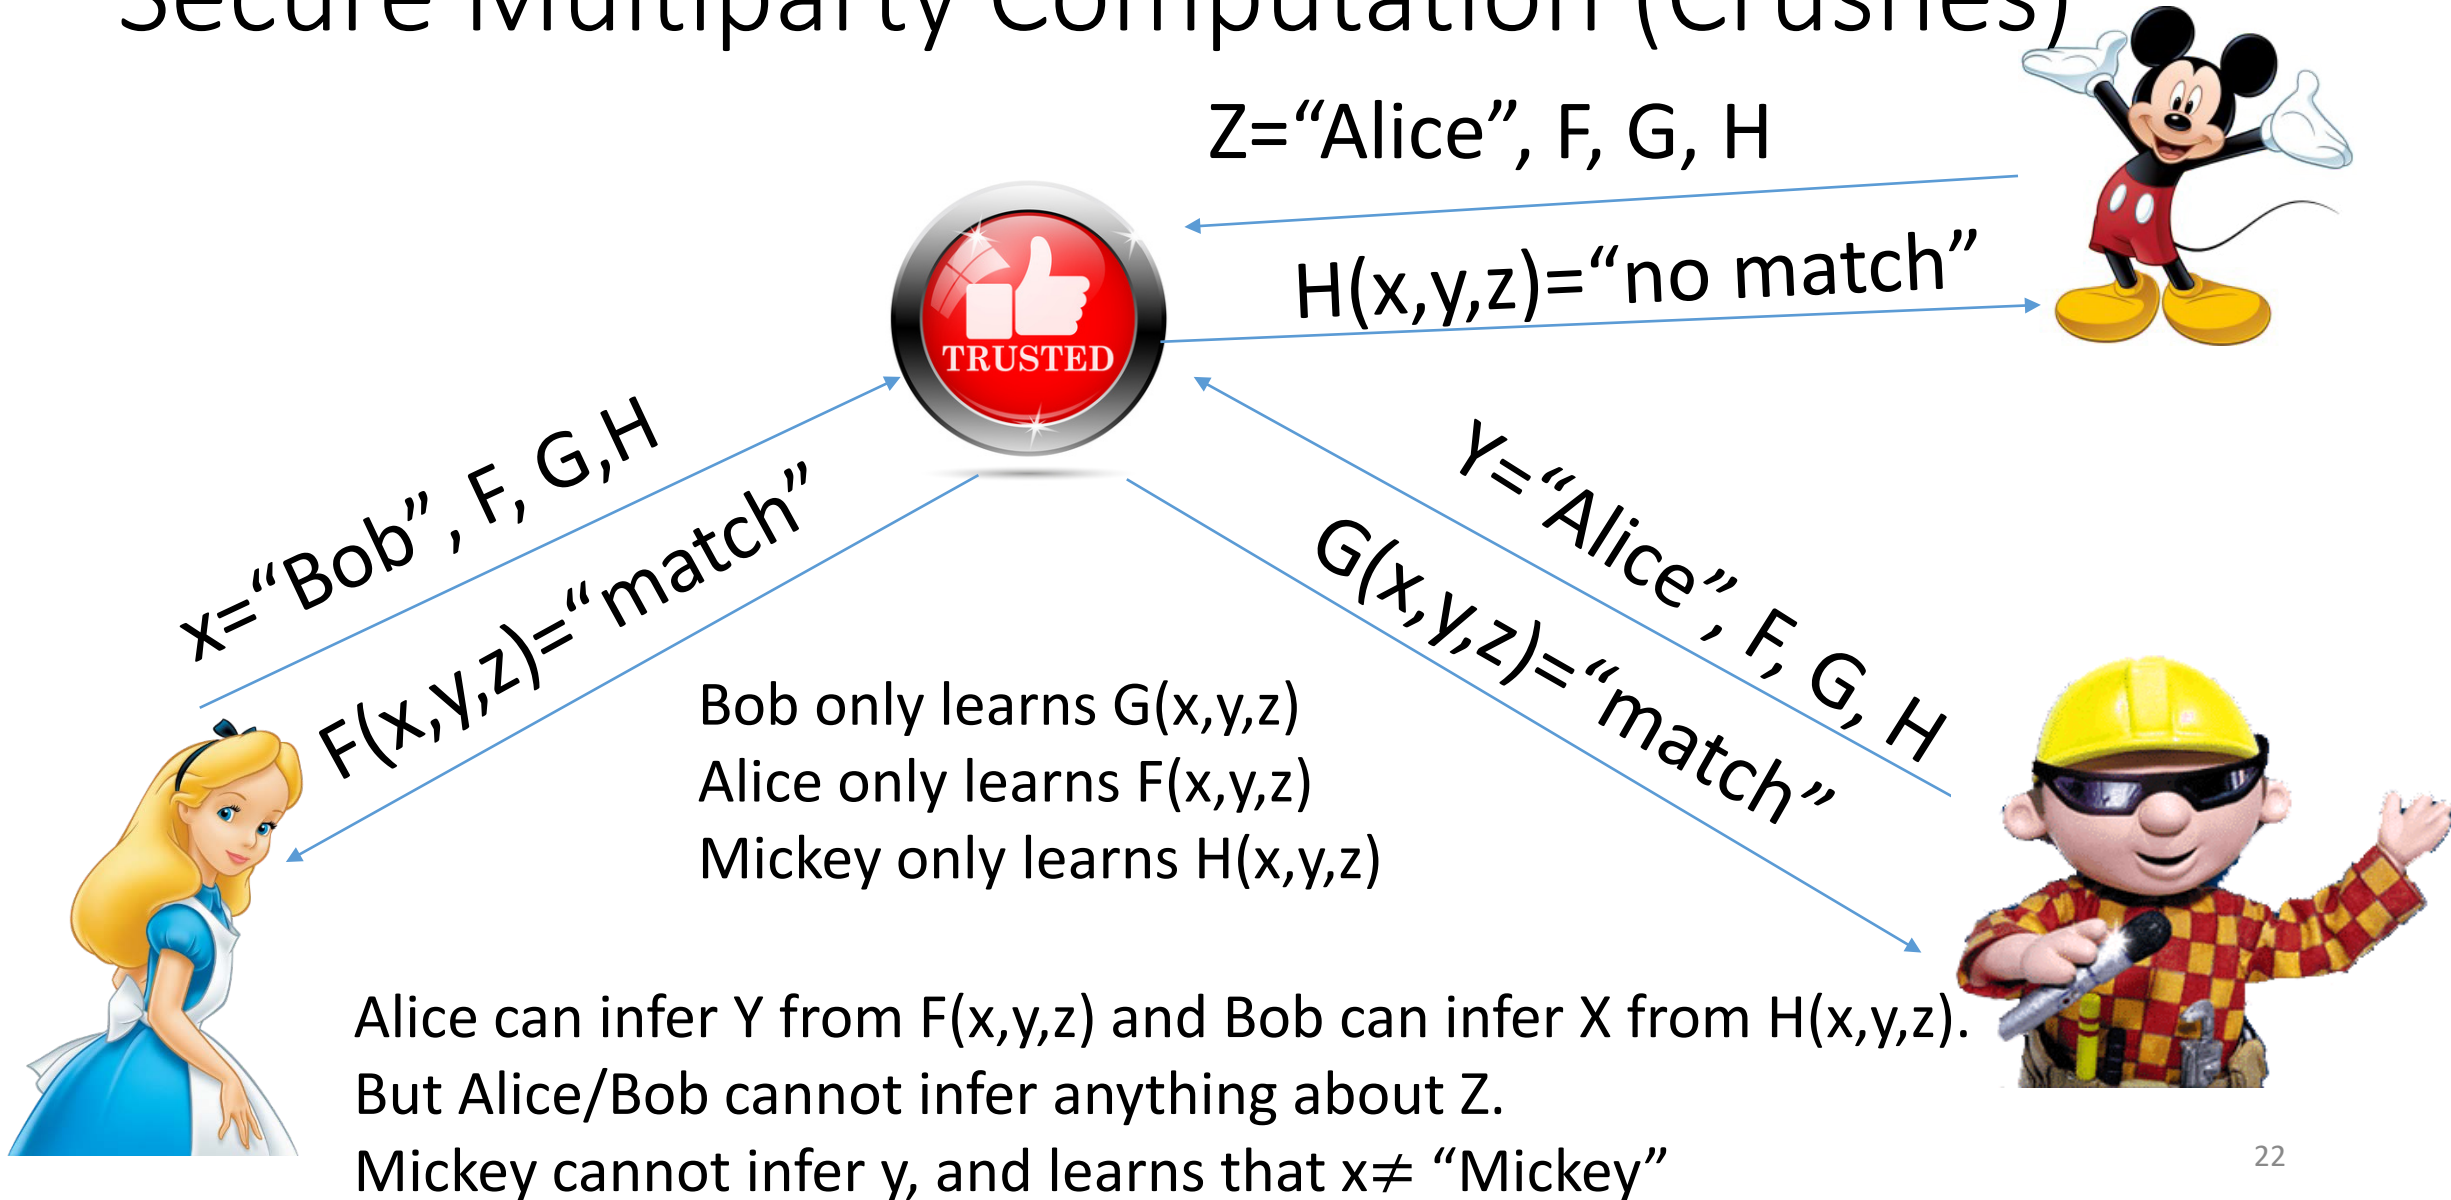 Secure Multiparty Computation (Crushes)
Z=“Alice”, F, G, H
H(x,y,z)=“no match”
TRUSTED
x=“Bob”, F, G,H
F(x,y,z)=“match”
Y=“Alice”, F, G, H
G(x,y,z)=“match”
Bob only learns G(x,y,z)
Alice only learns F(x,y,z)
Mickey only learns H(x,y,z)
Alice can infer Y from F(x,y,z) and Bob can infer X from H(x,y,z).
But Alice/Bob cannot infer anything about Z.
Mickey cannot infer y, and learns that x≠ “Mickey”
22